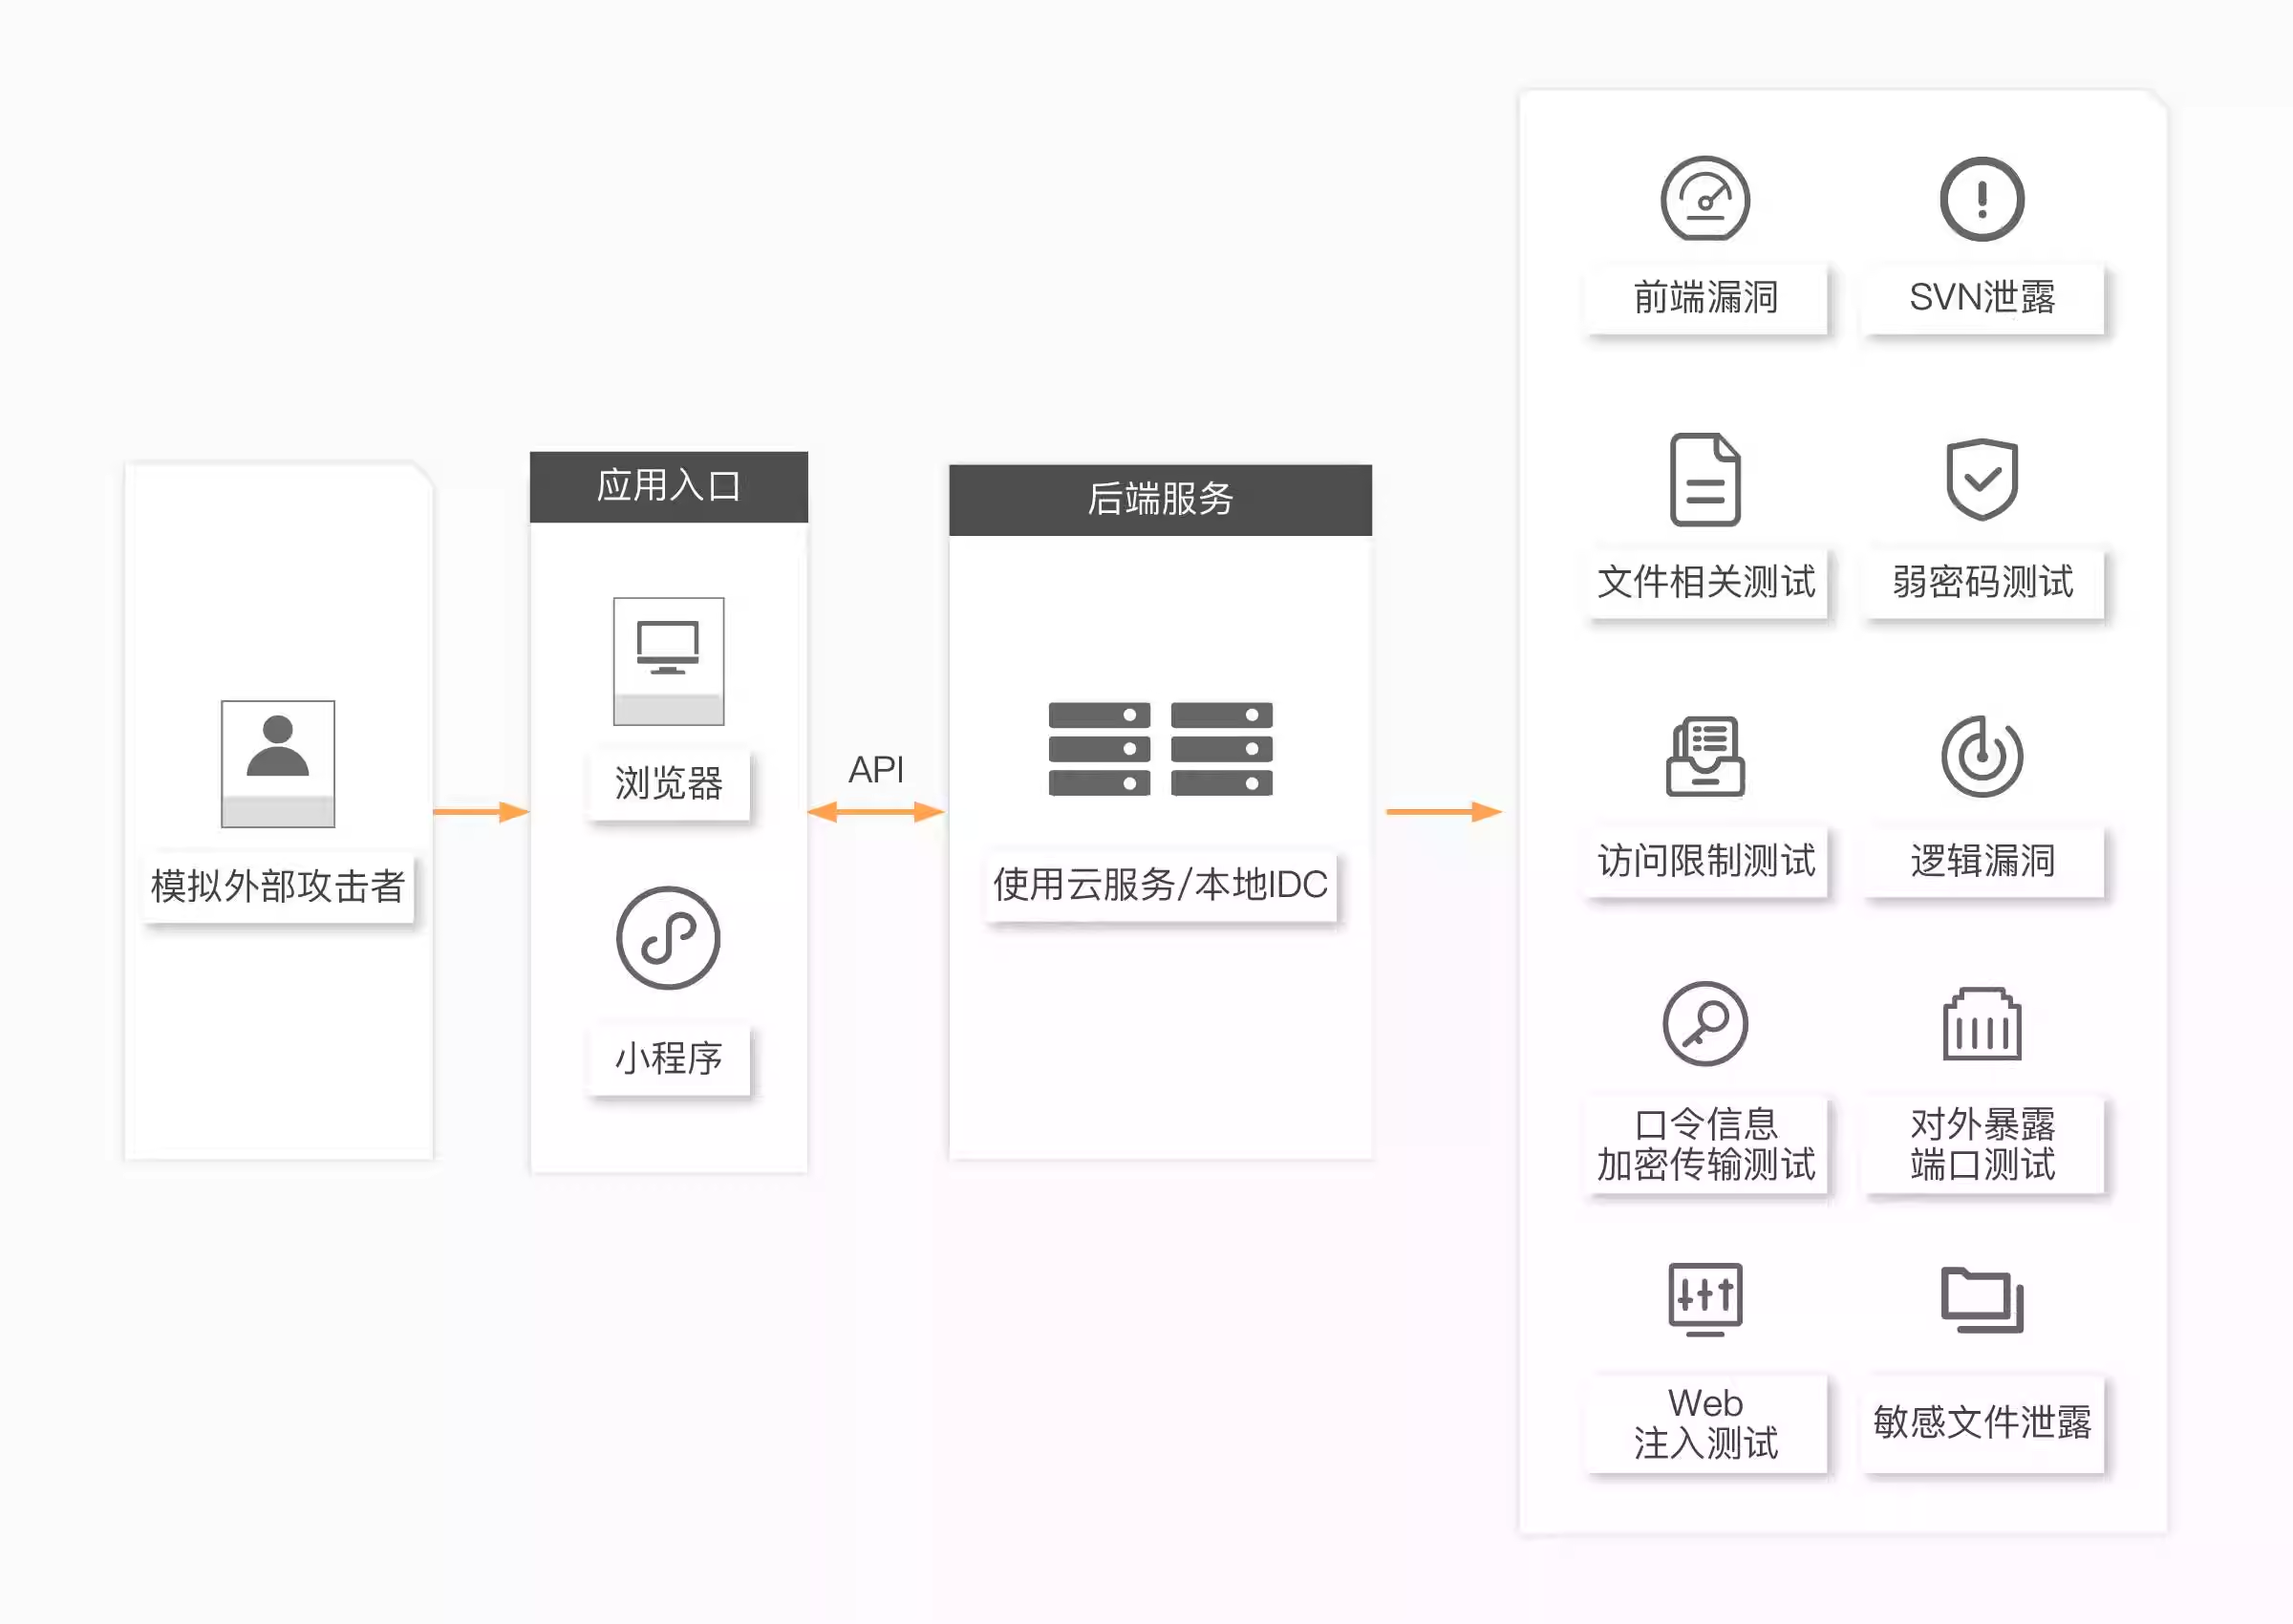 模拟外部攻击者
应用入口
浏览器
小程序
API
后端服务
使用云服务/本地IDC
前端漏洞
SVN泄露
文件相关测试
弱密码测试
访问限制测试
逻辑漏洞
口令信息
加密传输测试
对外暴露
端口测试
Web
注入测试
敏感文件泄露